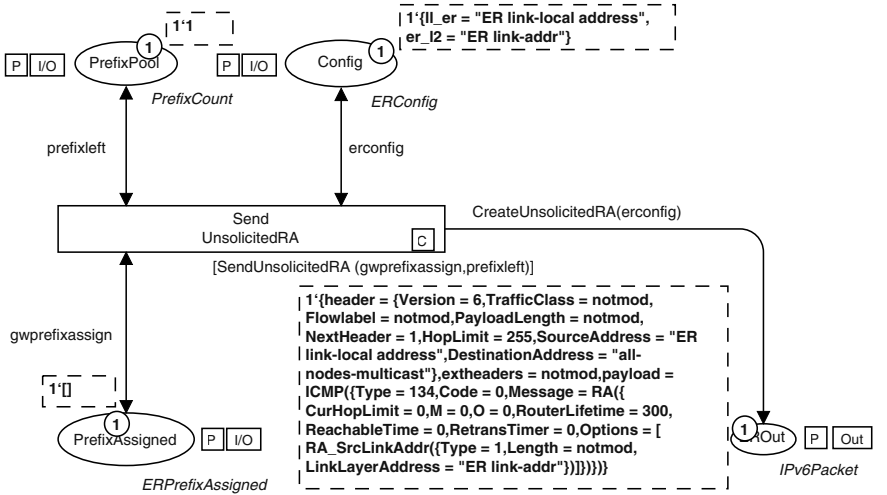 1
1‘1
PrefixPool
P
I/O
PrefixCount
prefixleft
1
1‘{ll_er = "ER link-local address",
er_l2 = "ER link-addr"}
Config
P
I/O
ERConfig
erconfig
Send
UnsolicitedRA
C
[SendUnsolicitedRA (gwprefixassign,prefixleft)]
CreateUnsolicitedRA(erconfig)
gwprefixassign
1‘[]
1
PrefixAssigned
P
I/O
ERPrefixAssigned
1‘{header = {Version = 6,TrafficClass = notmod,
Flowlabel = notmod,PayloadLength = notmod,
NextHeader = 1,HopLimit = 255,SourceAddress = "ER
link-local address",DestinationAddress = "all-
nodes-multicast"},extheaders = notmod,payload =
ICMP({Type = 134,Code = 0,Message = RA({
CurHopLimit = 0,M = 0,O = 0,RouterLifetime = 300,
ReachableTime = 0,RetransTimer = 0,Options = [
RA_SrcLinkAddr({Type = 1,Length = notmod,
LinkLayerAddress = "ER link-addr"})]})})}
1
EROut
P
Out
IPv6Packet